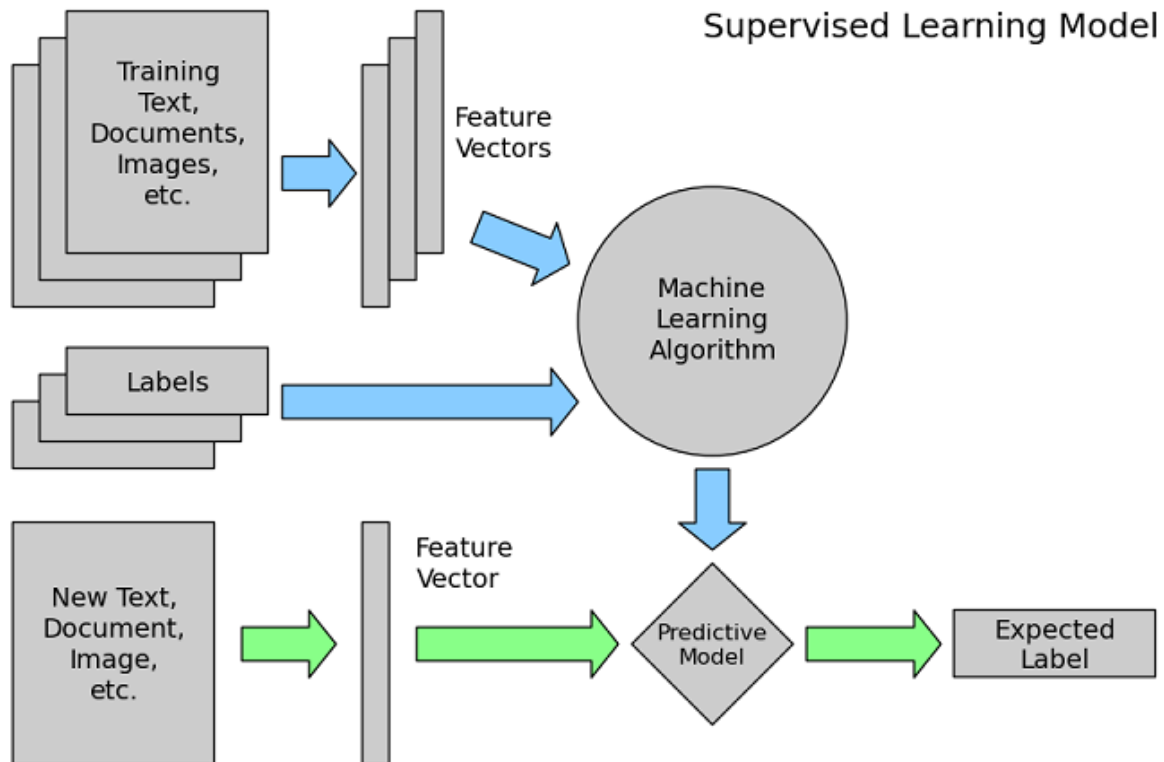 Supervised Learning Model
Training
Text,
Documents,
Images,
etc.
Feature
Vectors
Machine
Learning
Algorithm
Labels
Feature
Vector
New Text,
Document,
Image,
etc.
Predictive
Model
Expected
Label